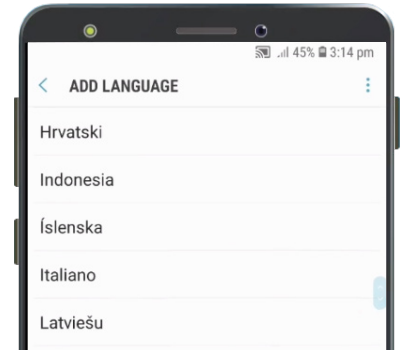 45% 3:14 pm
ADD LANGUAGE
Hrvatski
Indonesia
Íslenska
Italiano
Latviešu